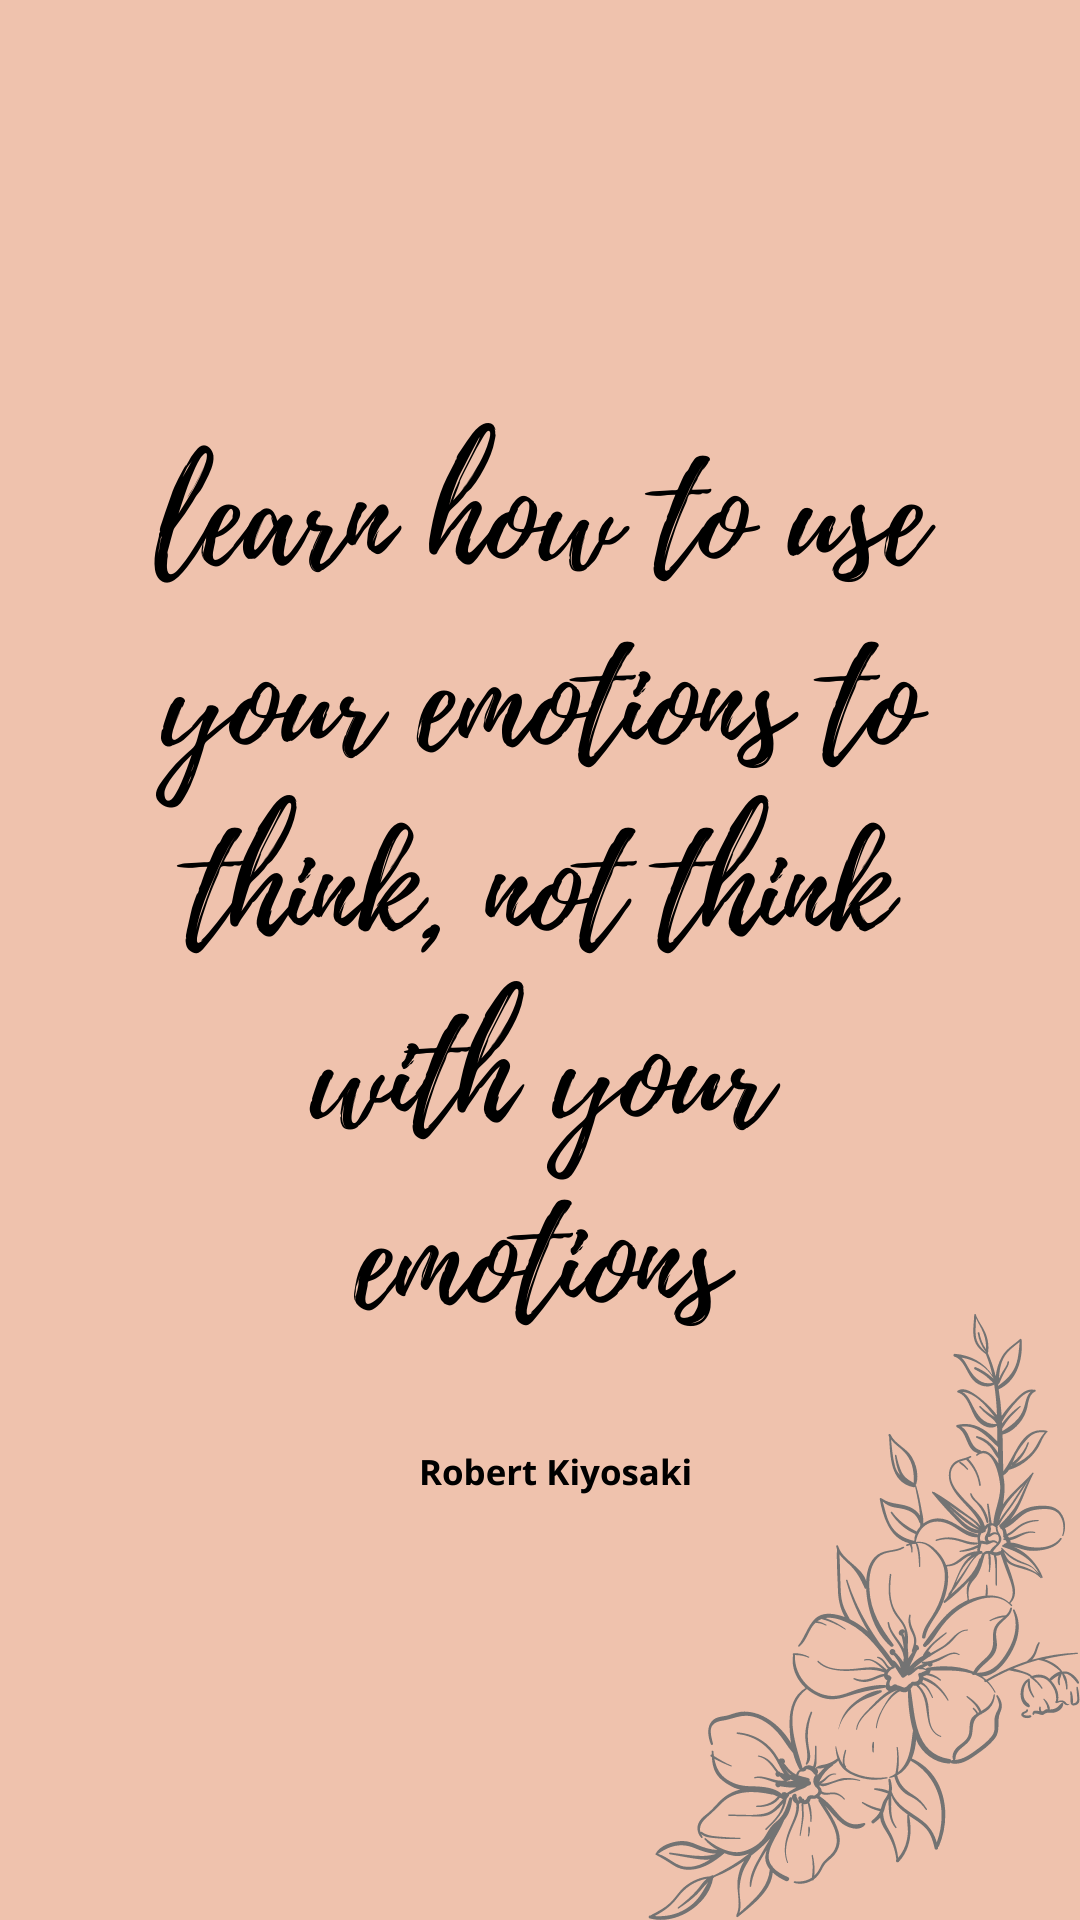 learn how to use
your emotions to
think, not think
with your
emotions
Robert Kiyosaki